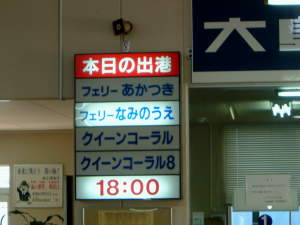 本日の出港
フェリー あかつき
フェリー なみのうえ
クイーンコーラル
クイーンコーラル8
18:00
大
1